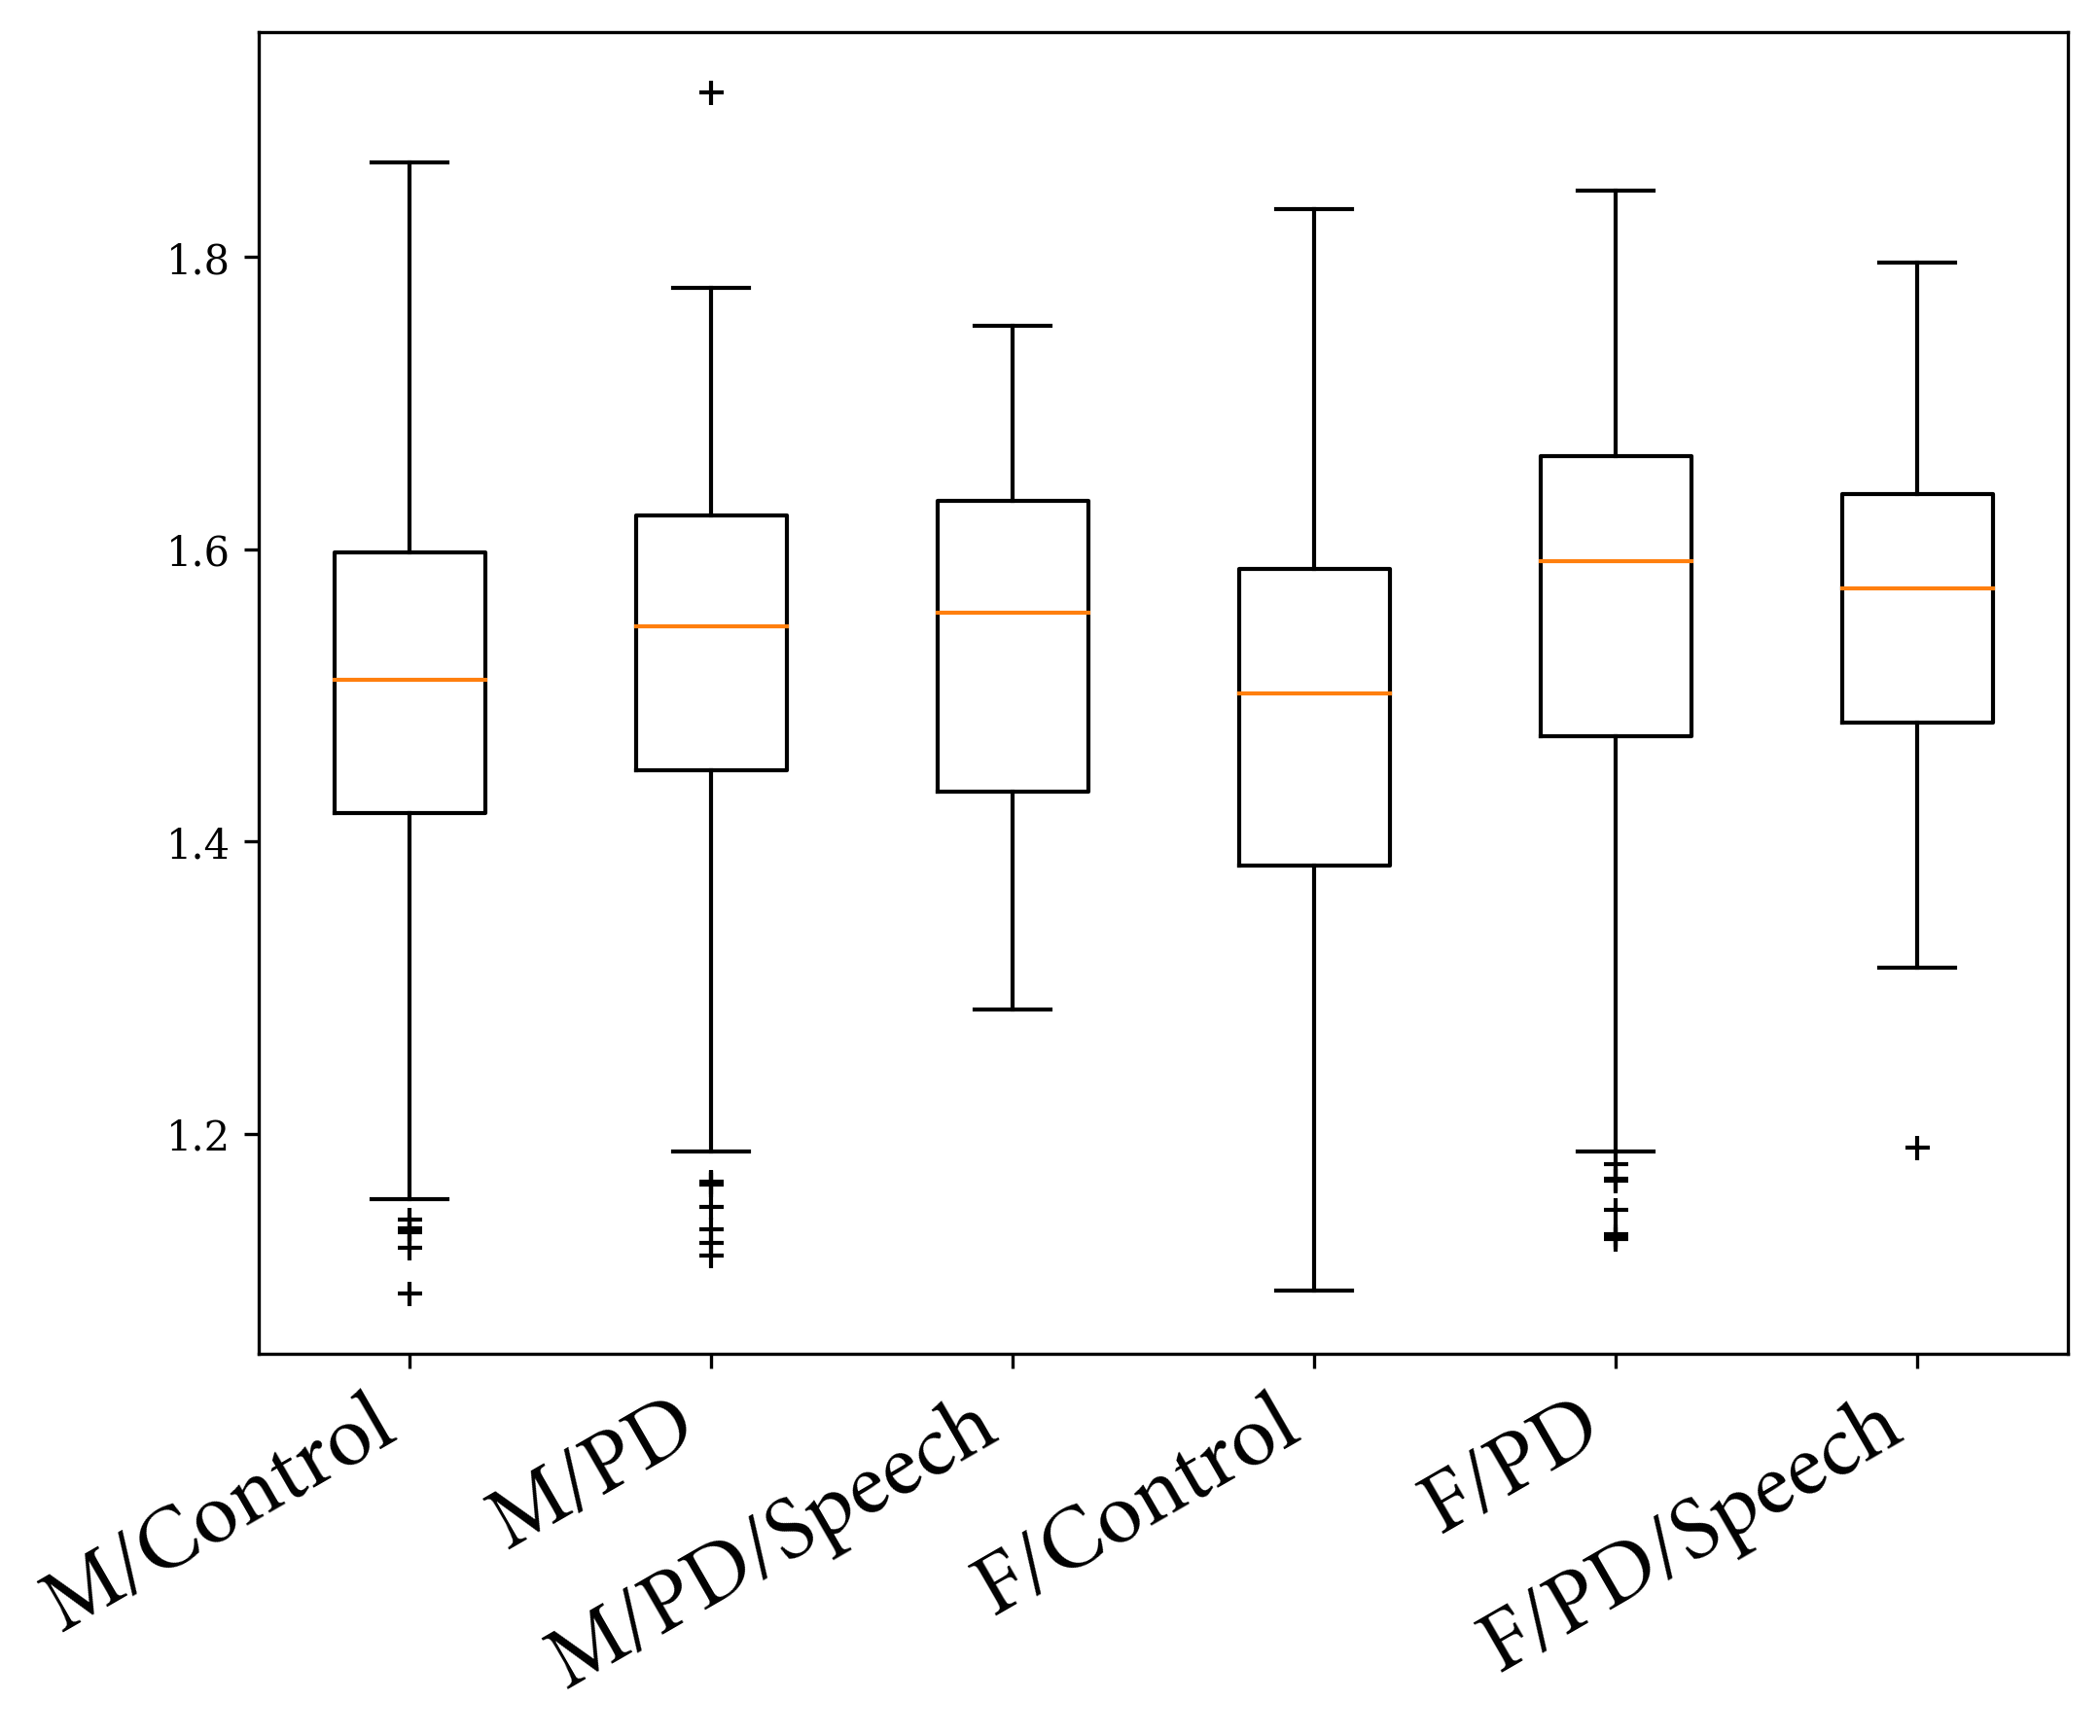 1.8
1.6
1.4
1.2
M/Control
M/PD
M/PD/Speech
F/Control
F/PD
F/PD/Speech